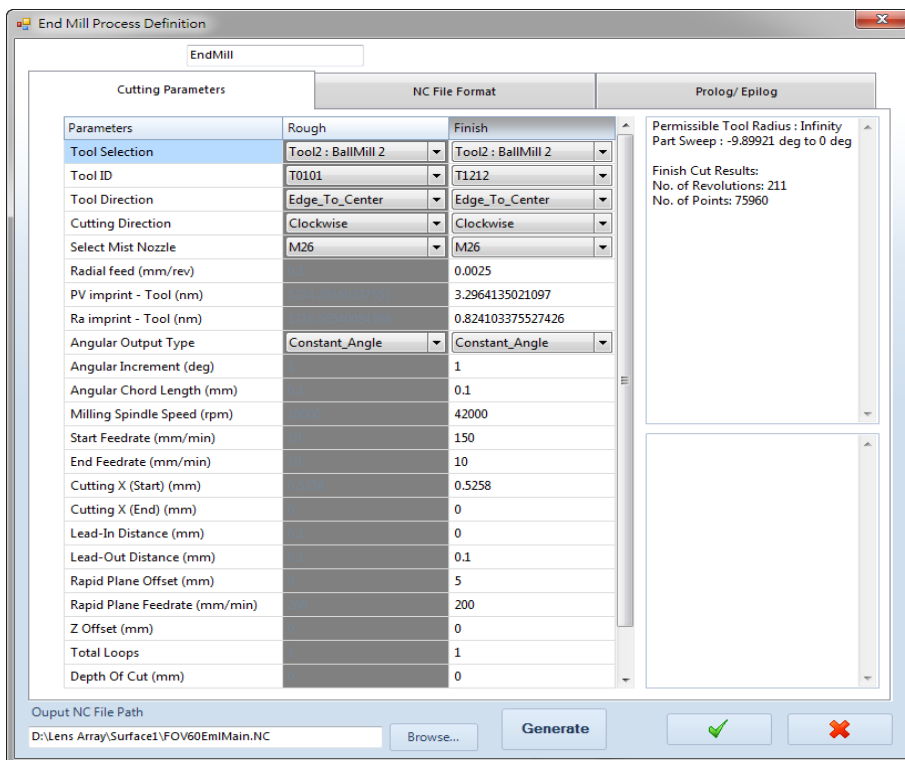 End Mill Process Definition
EndMill
Cutting Parameters NC File Format Prolog/ Epilog
Parameters Rough Finish
Tool Selection Tool2 : BallMill 2 Tool2 : BallMill 2
Tool ID T0101 T1212
Tool Direction Edge_To_Center Edge_To_Center
Cutting Direction Clockwise Clockwise
Select Mist Nozzle M26 M26
Radial feed (mm/rev) 0.0025
PV imprint - Tool (nm) 3.2964135021097
Ra imprint - Tool (nm) 0.824103375527426
Angular Output Type Constant_Angle Constant_Angle
Angular Increment (deg) 1
Angular Chord Length (mm) 0.1
Milling Spindle Speed (rpm) 42000
Start Feedrate (mm/min) 150
End Feedrate (mm/min) 10
Cutting X (Start) (mm) 0.5258
Cutting X (End) (mm) 0
Lead-In Distance (mm) 0
Lead-Out Distance (mm) 0.1
Rapid Plane Offset (mm) 5
Rapid Plane Feedrate (mm/min) 200
Z Offset (mm) 0
Total Loops 1
Depth Of Cut (mm) 0
Permissible Tool Radius : Infinity
Part Sweep : -9.89921 deg to 0 deg
Finish Cut Results:
No. of Revolutions: 211
No. of Points: 75960
Ouput NC File Path
D:\Lens Array\Surface1\FOV60EmlMain.NC Browse... Generate